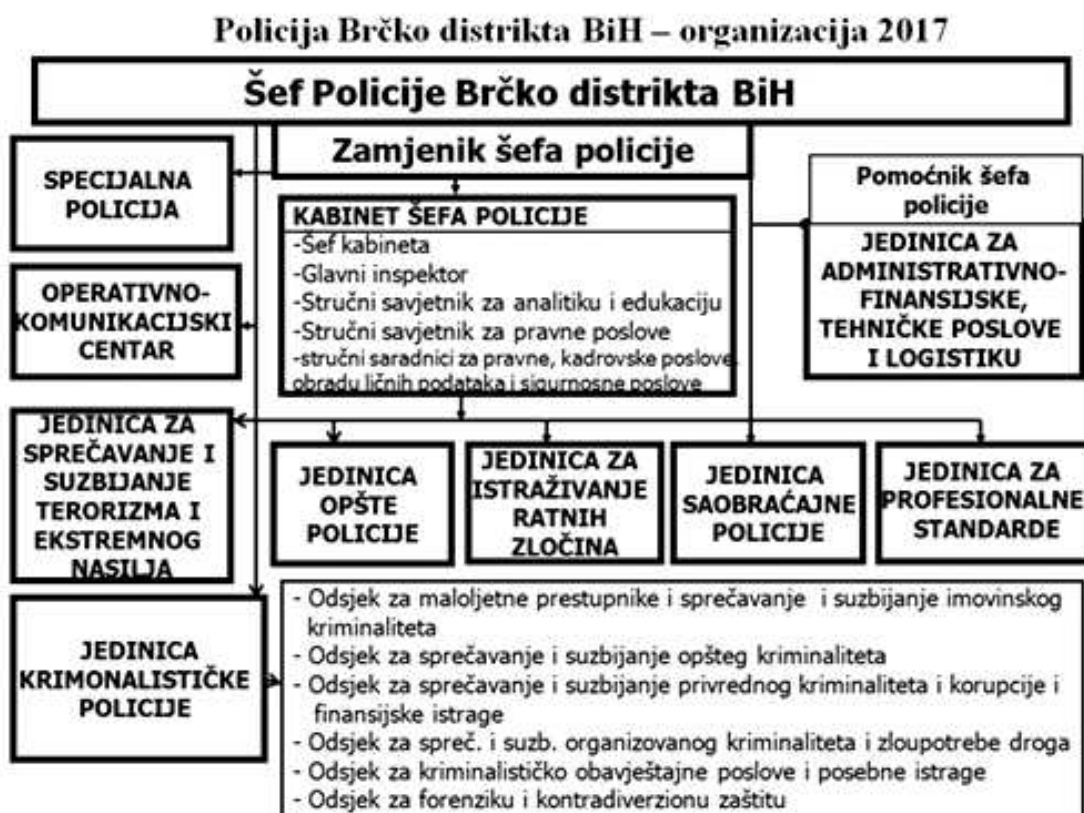 Policija Brčko distrikta BiH – organizacija 2017
Šef Policije Brčko distrikta BiH
Zamjenik šefa policije
SPECIJALNA
POLICIJA
KABINET ŠEFA POLICIJE
-Šef kabineta
-Glavni inspektor
-Stručni savjetnik za analitiku i edukaciju
-Stručni savjetnik za pravne poslove
-stručni saradnici za pravne, kadrovske poslove,
obradu ličnih podataka i sigurnosne poslove
Pomoćnik šefa
policije
JEDINICA ZA
ADMINISTRATIVNO-
FINANSIJSKE,
TEHNIČKE POSLOVE
I LOGISTIKU
OPERATIVNO-
KOMUNIKACIJSKI
CENTAR
JEDINICA ZA
SPREČAVANJE I
SUZBIJANJE
TERORIZMA I
EKSTREMNOG
NASILJA
JEDINICA
OPŠTE
POLICIJE
JEDINICA ZA
ISTRAŽIVANJE
RATNIH
ZLOČINA
JEDINICA
SAOBRAĆAJNE
POLICIJE
JEDINICA ZA
PROFESIONALNE
STANDARDE
JEDINICA
KRIMONALISTIČKE
POLICIJE
- Odsjek za maloljetne prestupnike i sprečavanje i suzbijanje imovinskog
kriminaliteta
- Odsjek za sprečavanje i suzbijanje opšteg kriminaliteta
- Odsjek za sprečavanje i suzbijanje privrednog kriminaliteta i korupcije i
finansijske istrage
- Odsjek za spreč. i suzb. organizovanog kriminaliteta i zloupotrebe droga
- Odsjek za kriminalističko obavještajne poslove i posebne istrage
- Odsjek za forenziku i kontradiverzionu zaštitu